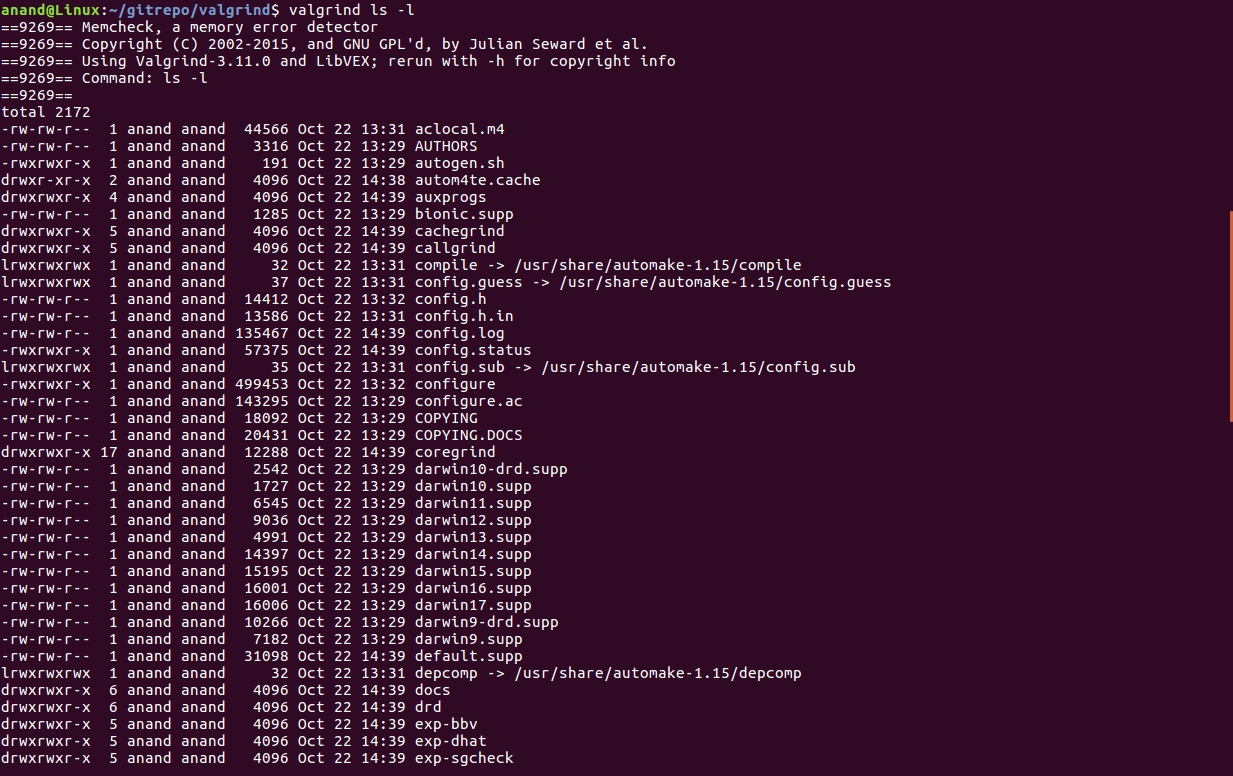 anand@Linux:~/gitrepo/valgrind$ valgrind ls -l
==9269== Memcheck, a memory error detector
==9269== Copyright (C) 2002-2015, and GNU GPL'd, by Julian Seward et al.
==9269== Using Valgrind-3.11.0 and LibVEX; rerun with -h for copyright info
==9269== Command: ls -l
==9269==
total 2172
-rw-rw-r--  1 anand anand  44566 Oct 22 13:31 aclocal.m4
-rw-rw-r--  1 anand anand   3316 Oct 22 13:29 AUTHORS
-rwxrwxr-x  1 anand anand    191 Oct 22 13:29 autogen.sh
drwxr-xr-x  2 anand anand   4096 Oct 22 14:38 autom4te.cache
drwxrwxr-x  4 anand anand   4096 Oct 22 14:39 auxprogs
-rw-rw-r--  1 anand anand   1285 Oct 22 13:29 bionic.supp
drwxrwxr-x  5 anand anand   4096 Oct 22 14:39 cachegrind
drwxrwxr-x  5 anand anand   4096 Oct 22 14:39 callgrind
lrwxrwxrwx  1 anand anand     32 Oct 22 13:31 compile -> /usr/share/automake-1.15/compile
lrwxrwxrwx  1 anand anand     37 Oct 22 13:31 config.guess -> /usr/share/automake-1.15/config.guess
-rw-rw-r--  1 anand anand  14412 Oct 22 13:32 config.h
-rw-rw-r--  1 anand anand  13586 Oct 22 13:31 config.h.in
-rw-rw-r--  1 anand anand 135467 Oct 22 14:39 config.log
-rwxrwxr-x  1 anand anand  57375 Oct 22 14:39 config.status
lrwxrwxrwx  1 anand anand     35 Oct 22 13:31 config.sub -> /usr/share/automake-1.15/config.sub
-rwxrwxr-x  1 anand anand 499453 Oct 22 13:32 configure
-rw-rw-r--  1 anand anand 143295 Oct 22 13:29 configure.ac
-rw-rw-r--  1 anand anand  18092 Oct 22 13:29 COPYING
-rw-rw-r--  1 anand anand  20431 Oct 22 13:29 COPYING.DOCS
drwxrwxr-x 17 anand anand  12288 Oct 22 14:39 coregrind
-rw-rw-r--  1 anand anand   2542 Oct 22 13:29 darwin10-drd.supp
-rw-rw-r--  1 anand anand   1727 Oct 22 13:29 darwin10.supp
-rw-rw-r--  1 anand anand   6545 Oct 22 13:29 darwin11.supp
-rw-rw-r--  1 anand anand   9036 Oct 22 13:29 darwin12.supp
-rw-rw-r--  1 anand anand   4991 Oct 22 13:29 darwin13.supp
-rw-rw-r--  1 anand anand  14397 Oct 22 13:29 darwin14.supp
-rw-rw-r--  1 anand anand  15195 Oct 22 13:29 darwin15.supp
-rw-rw-r--  1 anand anand  16001 Oct 22 13:29 darwin16.supp
-rw-rw-r--  1 anand anand  16006 Oct 22 13:29 darwin17.supp
-rw-rw-r--  1 anand anand  10266 Oct 22 13:29 darwin9-drd.supp
-rw-rw-r--  1 anand anand   7182 Oct 22 13:29 darwin9.supp
-rw-rw-r--  1 anand anand  31098 Oct 22 14:39 default.supp
lrwxrwxrwx  1 anand anand     32 Oct 22 13:31 depcomp -> /usr/share/automake-1.15/depcomp
drwxrwxr-x  6 anand anand   4096 Oct 22 14:39 docs
drwxrwxr-x  6 anand anand   4096 Oct 22 14:39 drd
drwxrwxr-x  5 anand anand   4096 Oct 22 14:39 exp-bbv
drwxrwxr-x  5 anand anand   4096 Oct 22 14:39 exp-dhat
drwxrwxr-x  5 anand anand   4096 Oct 22 14:39 exp-sgcheck